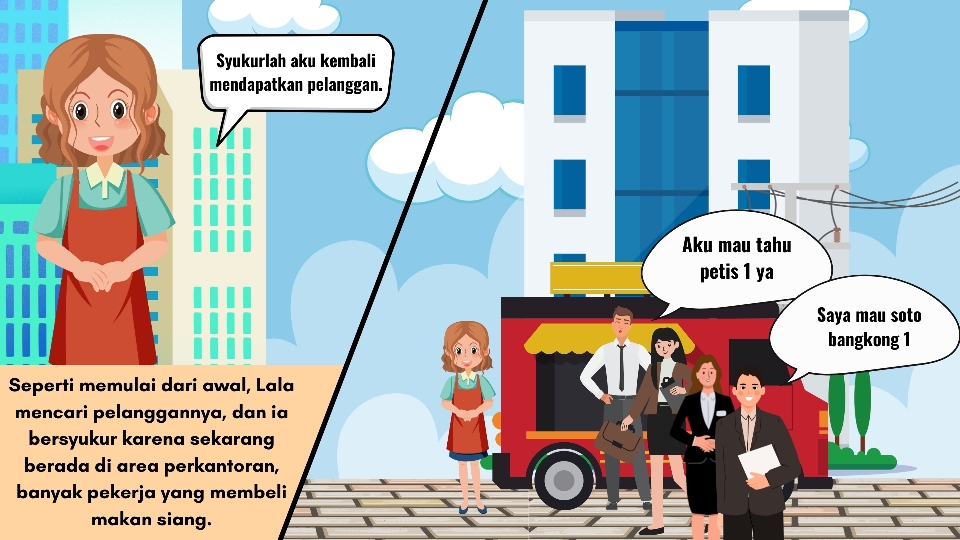 Syukurlah aku kembali
mendapatkan pelanggan.
Seperti memulai dari awal, Lala
mencari pelanggannya, dan ia
bersyukur karena sekarang
berada di area perkantoran,
banyak pekerja yang membeli
makan siang.
Aku mau tahu
petis 1 ya
Saya mau soto
bangkong 1